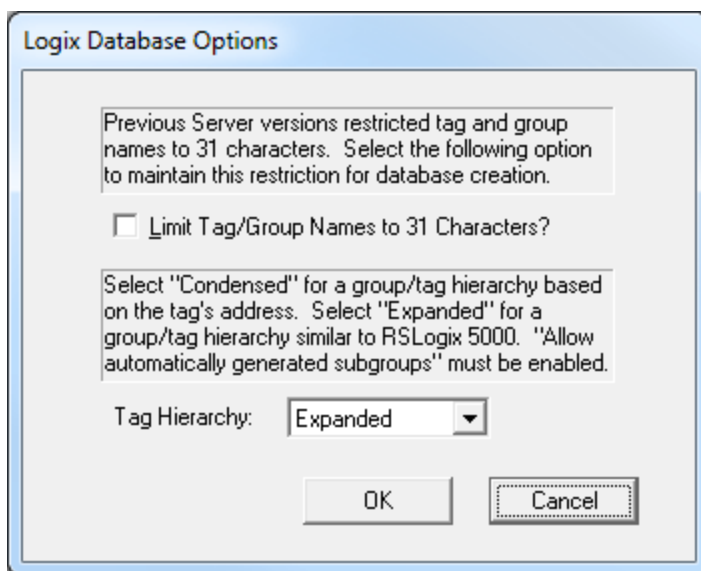 Logix Database Options
Previous Server versions restricted tag and group
names to 31 characters.  Select the following option
to maintain this restriction for database creation.
Limit Tag/Group Names to 31 Characters?
Select "Condensed" for a group/tag hierarchy based
on the tag's address.  Select "Expanded" for a
group/tag hierarchy similar to RSLogix 5000.  "Allow
automatically generated subgroups" must be enabled.
Tag Hierarchy: Expanded
OK Cancel